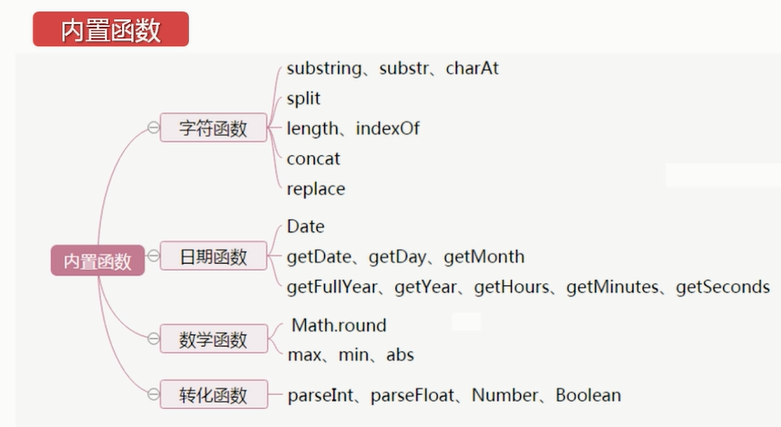 内置函数
substring、substr、charAt
split
字符函数
length、indexOf
concat
replace
Date
内置函数
日期函数
getDate、getDay、getMonth
getFullYear、getYear、getHours、getMinutes、getSeconds
数学函数
Math.round
max、min、abs
转化函数
parseInt、parseFloat、Number、Boolean